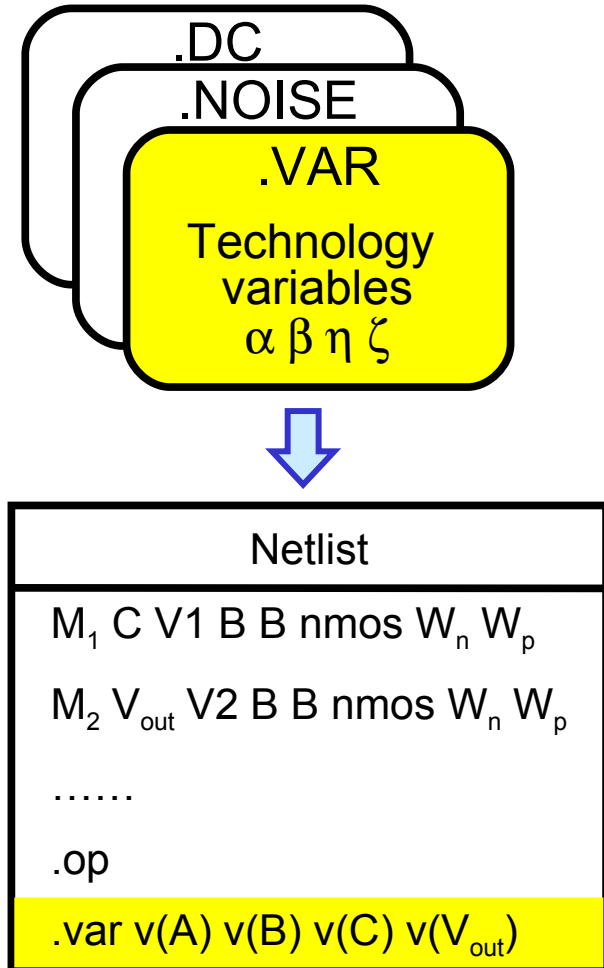 .DC
.NOISE
.VAR
Technology
variables
α β η ζ
Netlist
M₁ C V1 B B nmos Wₙ Wₚ
M₂ Vₒᵤₜ V2 B B nmos Wₙ Wₚ
……
.op
.var v(A) v(B) v(C) v(Vₒᵤₜ)